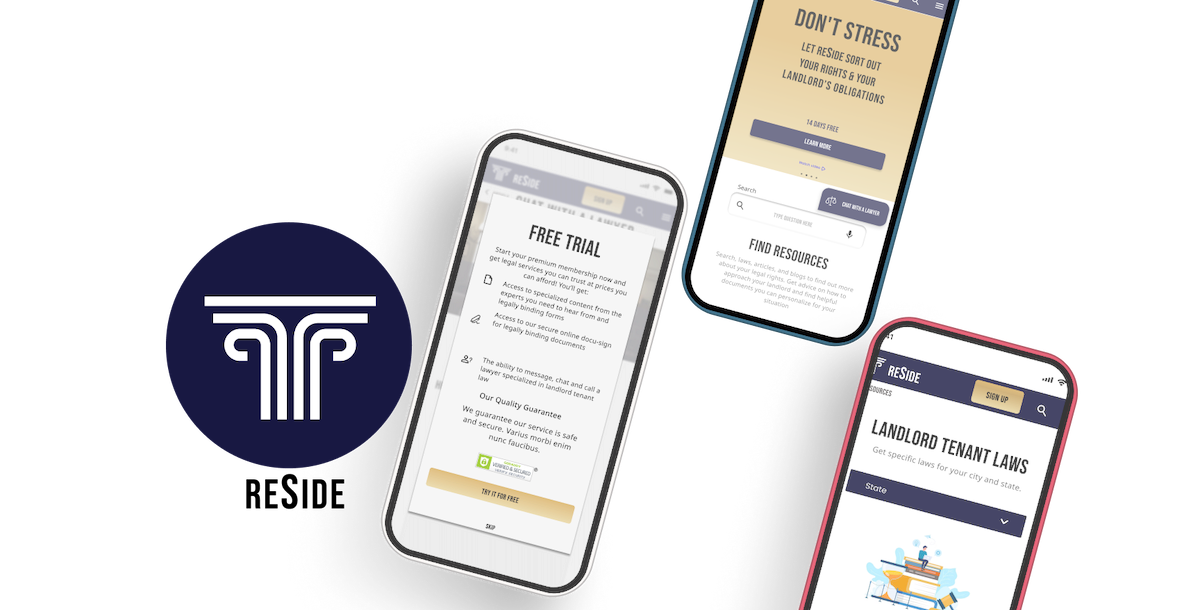 RESIDE
9:41
RESIDE
SIGN UP
CHAT WITH A LAWYER
FREE TRIAL
Start your premium membership now and
get legal services you can trust at prices you
can afford! You'll get:
Access to specialized content from the
experts you need to hear from and
legally binding forms
Access to our secure online docu-sign
for legally binding documents
The ability to message, chat and call a
lawyer specialized in landlord tenant
law
Our Quality Guarantee
We guarantee our service is safe
and secure. Varius morbi enim
nunc faucibus.
VERIFIED & SECURED
TRY IT FOR FREE
SKIP
DON'T STRESS
LET RESIDE SORT OUT
YOUR RIGHTS & YOUR
LANDLORD'S OBLIGATIONS
14 DAYS FREE
LEARN MORE
CHAT WITH A LAWYER
Search
TYPE QUESTION HERE
FIND RESOURCES
Search, laws, articles, and blogs to find out more
about your legal rights. Get advice on how to
approach your landlord and find helpful
documents you can personalize for your
situation
41
RESIDE
SIGN UP
SOURCES
LANDLORD TENANT LAWS
Get specific laws for your city and state.
State